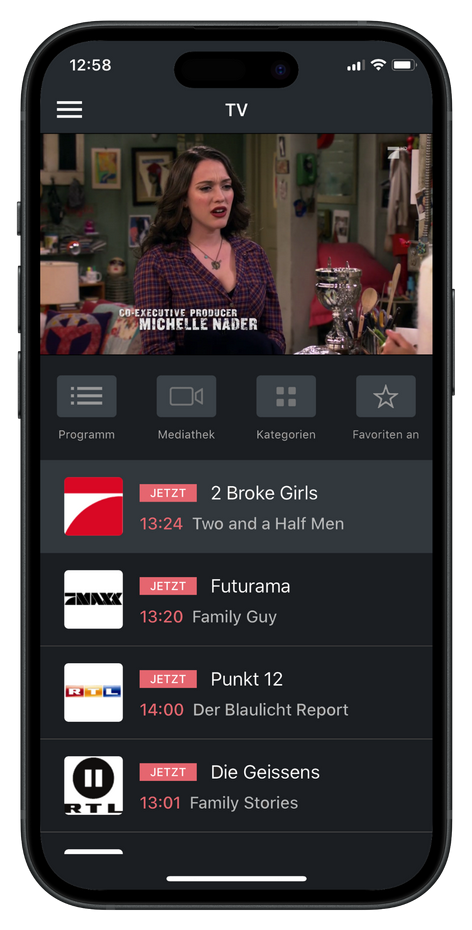 12:58
TV
CO-EXECUTIVE PRODUCER
MICHELLE NADER
Programm
Mediathek
Kategorien
Favoriten an
JETZT 2 Broke Girls
13:24 Two and a Half Men
7MAXX
JETZT Futurama
13:20 Family Guy
RTL
JETZT Punkt 12
14:00 Der Blaulicht Report
II
RTL
JETZT Die Geissens
13:01 Family Stories